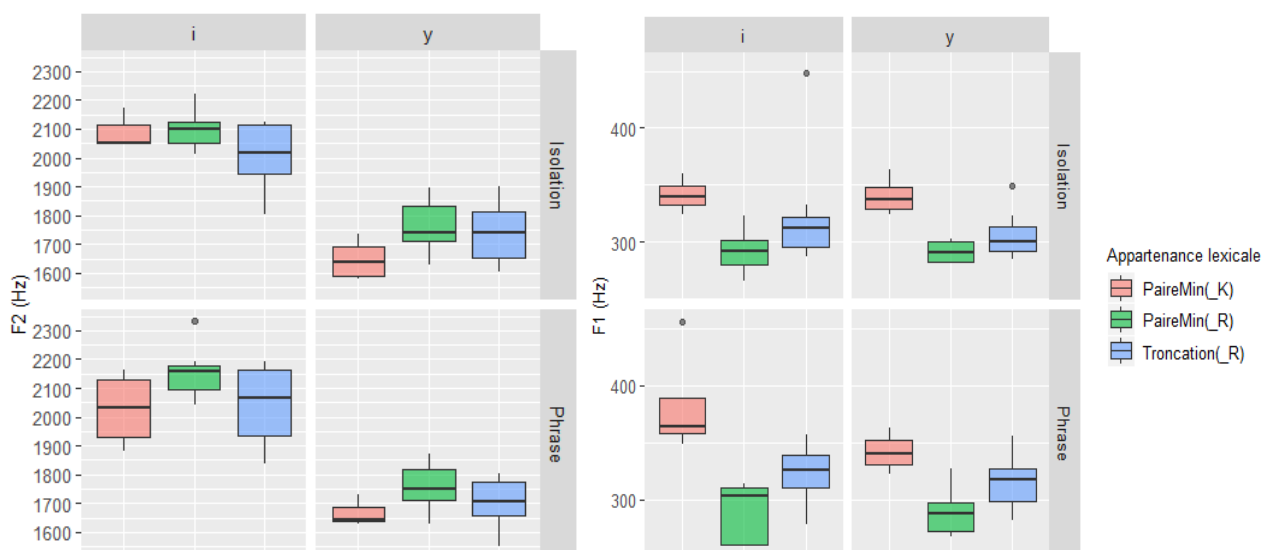 i y
2300
2200
2100
2000
1900
1800
1700
1600
Isolation
2300
2200
2100
2000
1900
1800
1700
1600
Phrase
F2 (Hz)
i y
400
300
Isolation
400
300
Phrase
F1 (Hz)
Appartenance lexicale
PaireMin(_K)
PaireMin(_R)
Troncation(_R)